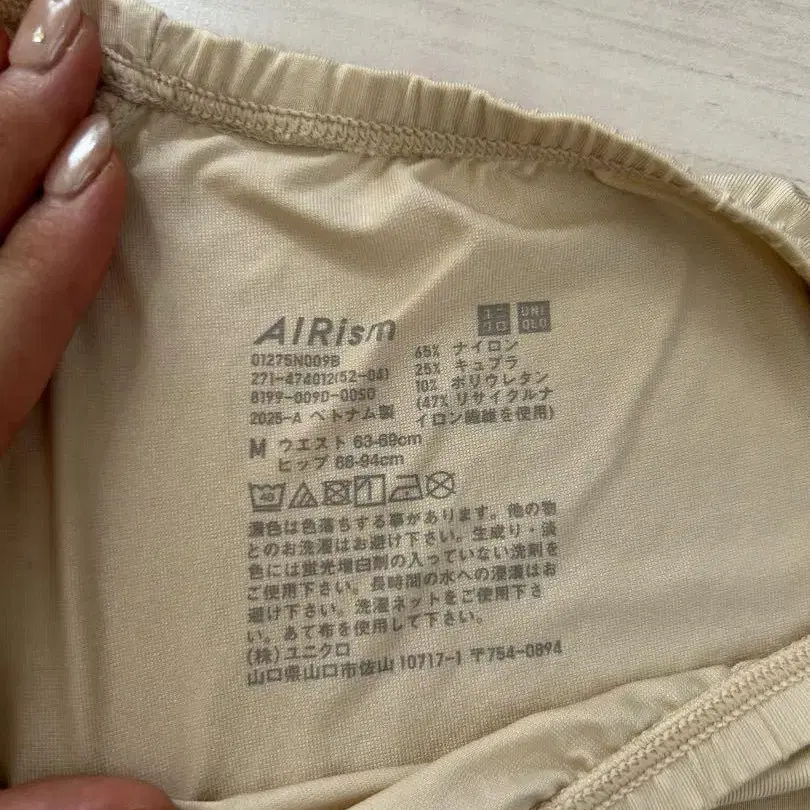 AIRism
ユニ UNI
クロ QLO
01275N009B
271-474012(52-04)
8199-009D-00SO
2025-A ベトナム製
65% ナイロン
25% キュプラ
10% ポリウレタン
(47% リサイクルナ
イロン繊維を使用)
M ウエスト 63-69cm
ヒップ 86-94cm
40
濃色は色落ちする事があります。他の物
とのお洗濯はお避け下さい。生成り・淡
色には蛍光増白剤の入っていない洗剤を
ご使用下さい。長時間の水への浸漬はお
避け下さい。洗濯ネットをご使用下さ
い。あて布を使用して下さい。
(株)ユニクロ
山口県山口市佐山 10717-1 〒754-0894